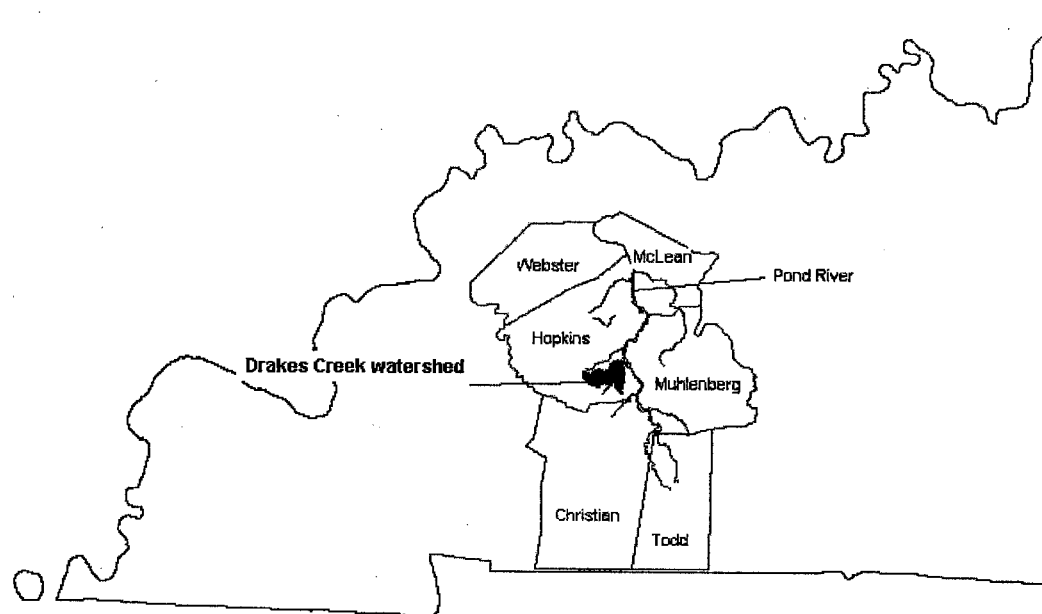 Webster
McLean
Pond River
Hopkins
Drakes Creek watershed
Muhlenberg
Christian
Todd